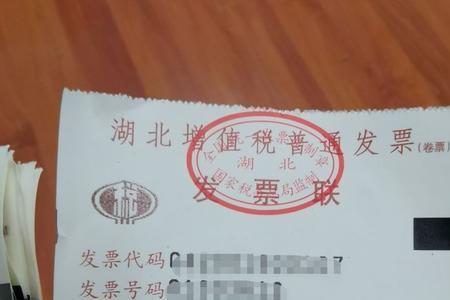 湖北增值税普通发票(卷票)
湖北
国家税务总局监制
发票联
发票代码
发票号码